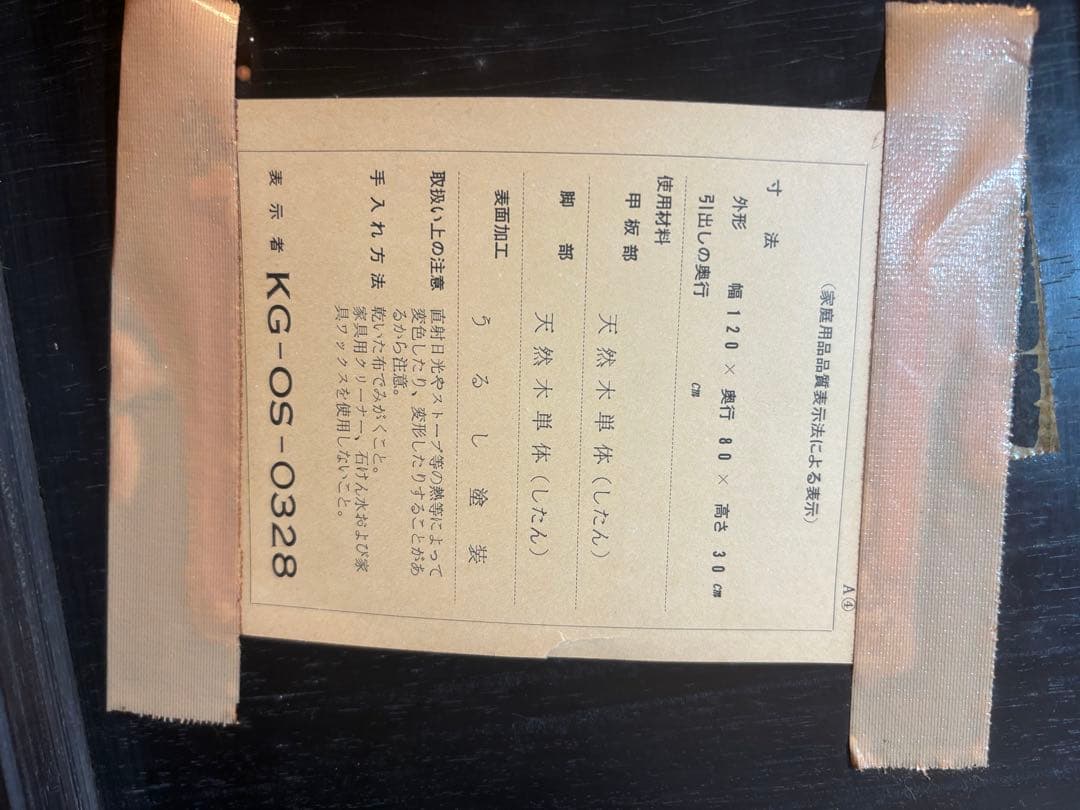 A④
(家庭用品品質表示法による表示)
寸法
外形 幅120×奥行80×高さ30cm
引出しの奥行 cm
使用材料
甲板部 天然木単体(したん)
脚部 天然木単体(したん)
表面加工 うるし塗装
取扱い上の注意 直射日光やストーブ等の熱等によって
変色したり、変形したりすることがあ
るから注意。
手入れ方法 乾いた布でみがくこと。
家具用クリーナー、石けん水および家
具ワックスを使用しないこと。
表示者 KG-OS-0328